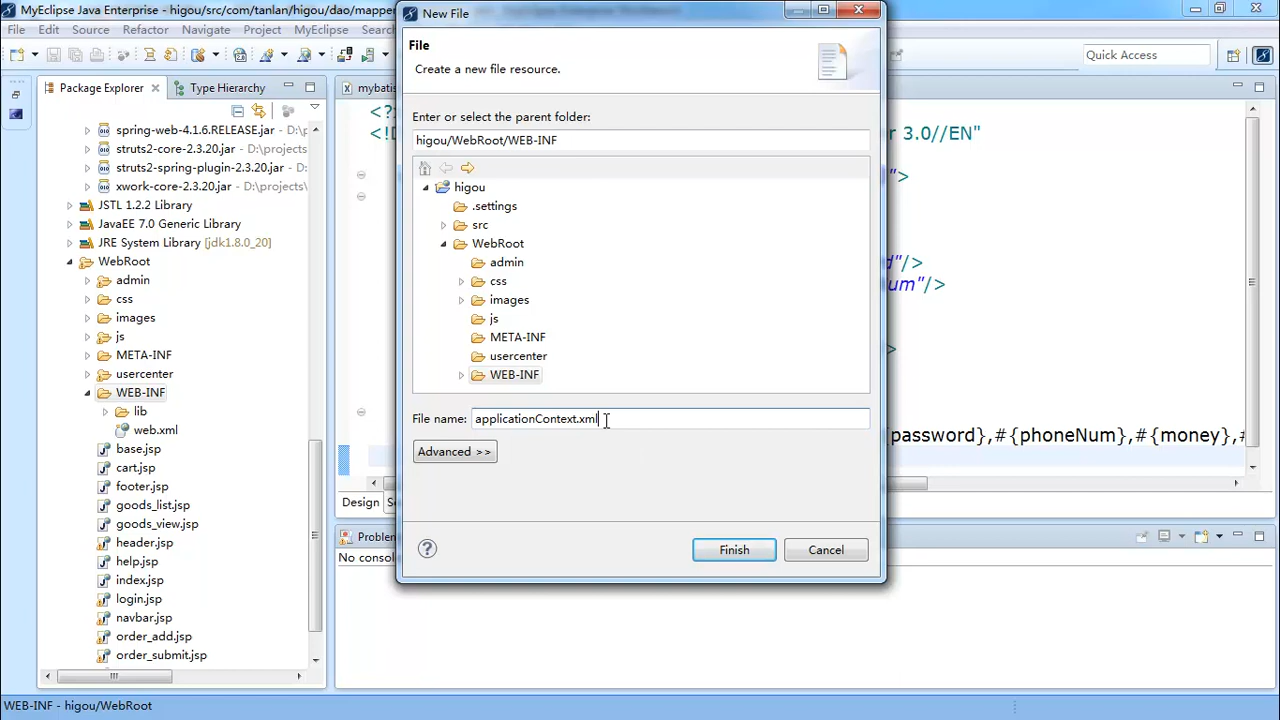 MyEclipse Java Enterprise - higou/src/com/tanlan/higou/dao/mappe
File Edit Source Refactor Navigate Project MyEclipse Search
Quick Access
Package Explorer Type Hierarchy
spring-web-4.1.6.RELEASE.jar - D:\p
struts2-core-2.3.20.jar - D:\projects
struts2-spring-plugin-2.3.20.jar - D:
xwork-core-2.3.20.jar - D:\projects
JSTL 1.2.2 Library
JavaEE 7.0 Generic Library
JRE System Library [jdk1.8.0_20]
WebRoot
admin
css
images
js
META-INF
usercenter
WEB-INF
lib
web.xml
base.jsp
cart.jsp
footer.jsp
goods_list.jsp
goods_view.jsp
header.jsp
help.jsp
index.jsp
login.jsp
navbar.jsp
order_add.jsp
order_submit.jsp
WEB-INF - higou/WebRoot
New File
File
Create a new file resource.
Enter or select the parent folder:
higou/WebRoot/WEB-INF
higou
.settings
src
WebRoot
admin
css
images
js
META-INF
usercenter
WEB-INF
File name: applicationContext.xml
Advanced >>
? Finish Cancel
mybatis
<?x
<!D
r 3.0//EN"
">
d"/>
um"/>
>
password},#{phoneNum},#{money},#
Design S
Problem
No consol